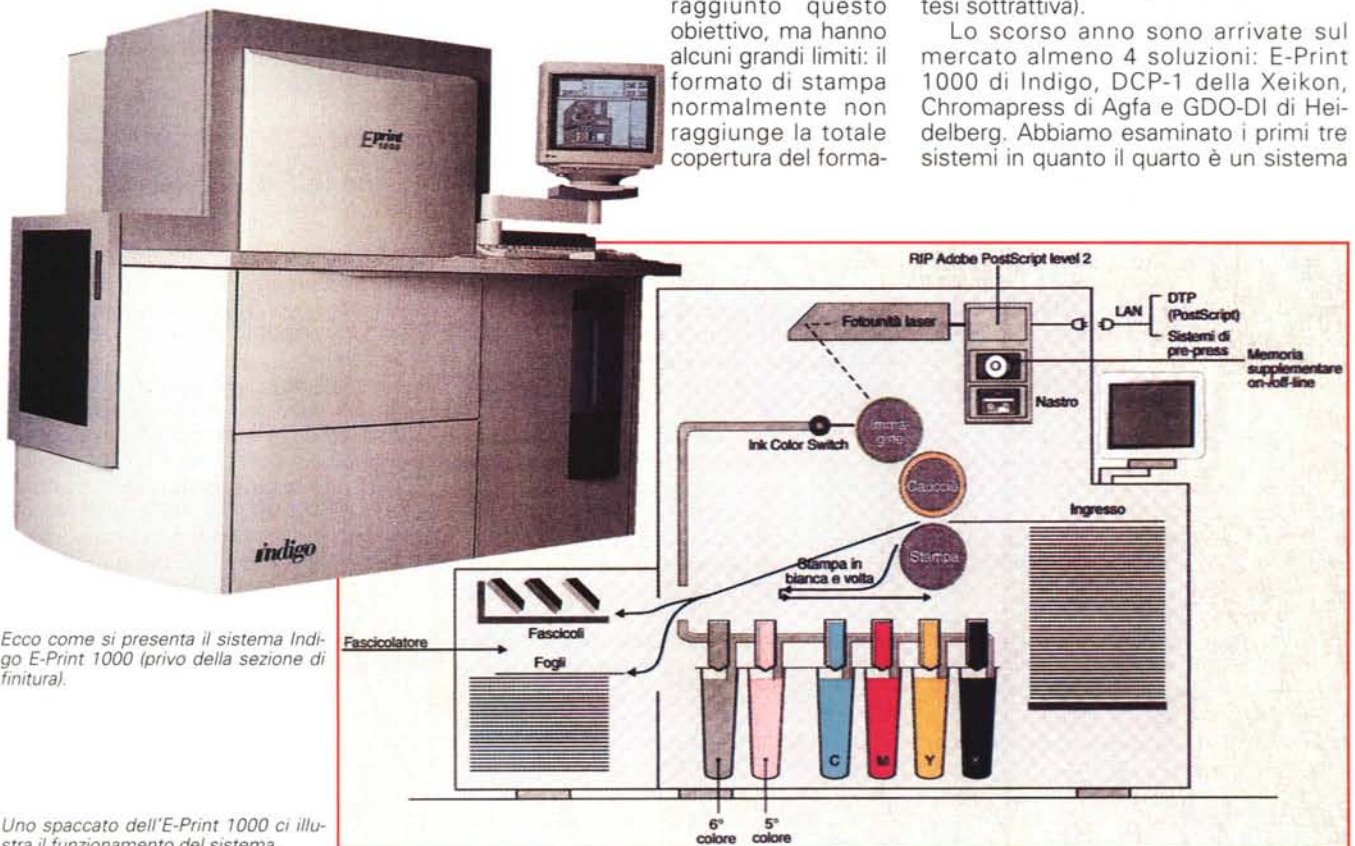 raggiunto questo
obiettivo, ma hanno
alcuni grandi limiti: il
formato di stampa
normalmente non
raggiunge la totale
copertura del forma-
tesi sottrattiva).
Lo scorso anno sono arrivate sul
mercato almeno 4 soluzioni: E-Print
1000 di Indigo, DCP-1 della Xeikon,
Chromapress di Agfa e GDO-DI di Hei-
delberg. Abbiamo esaminato i primi tre
sistemi in quanto il quarto è un sistema
Eprint
1000
indigo
Ecco come si presenta il sistema Indi-
go E-Print 1000 (privo della sezione di
finitura).
Uno spaccato dell'E-Print 1000 ci illu-
stra il funzionamento del sistema
RIP Adobe PostScript level 2
Fotounità laser
LAN
DTP
(PostScript)
Sistemi di
pre-press
Memoria
supplementare
on-/off-line
Nastro
Ink Color Switch
Imma-
gine
Caucciù
Stampa
Ingresso
Stampa in
bianca e volta
Fascicolatore
Fascicoli
Fogli
C
M
Y
K
6°
colore
5°
colore